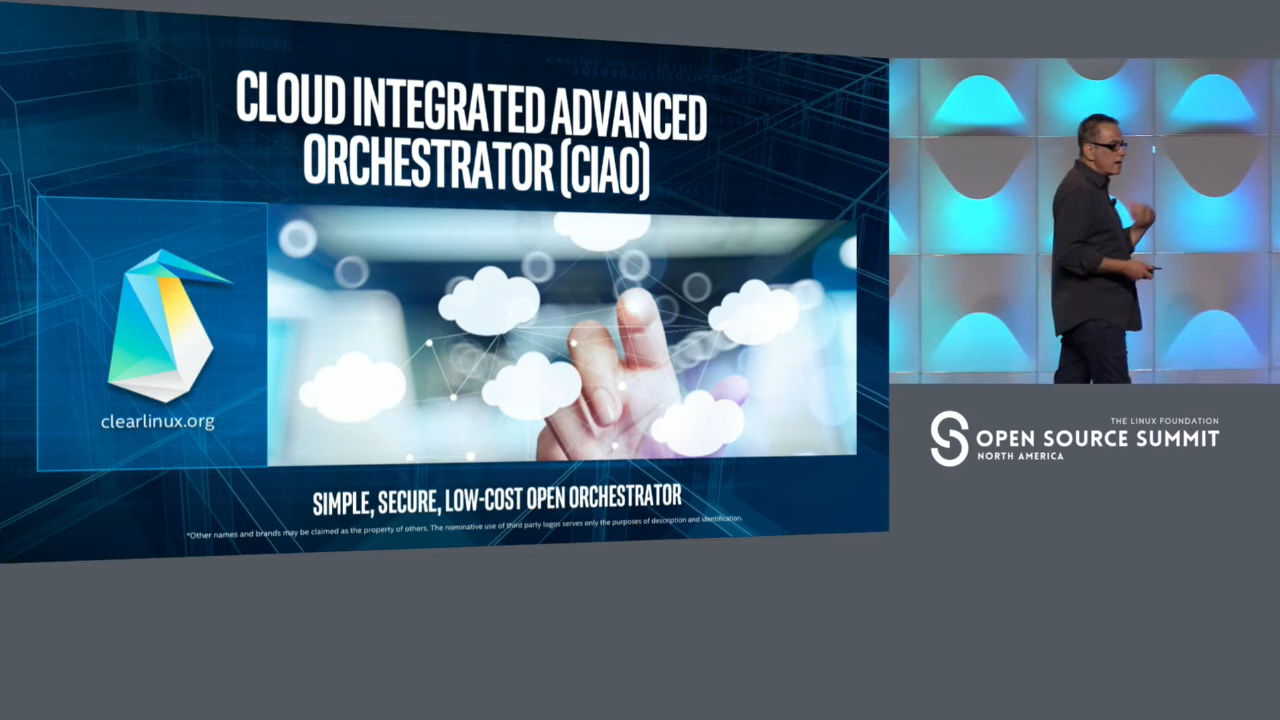 CLOUD INTEGRATED ADVANCED
ORCHESTRATOR (CIAO)
clearlinux.org
SIMPLE, SECURE, LOW-COST OPEN ORCHESTRATOR
*Other names and brands may be claimed as the property of others. The nominative use of third party logos serves only the purposes of description and identification.
THE LINUX FOUNDATION
OPEN SOURCE SUMMIT
NORTH AMERICA